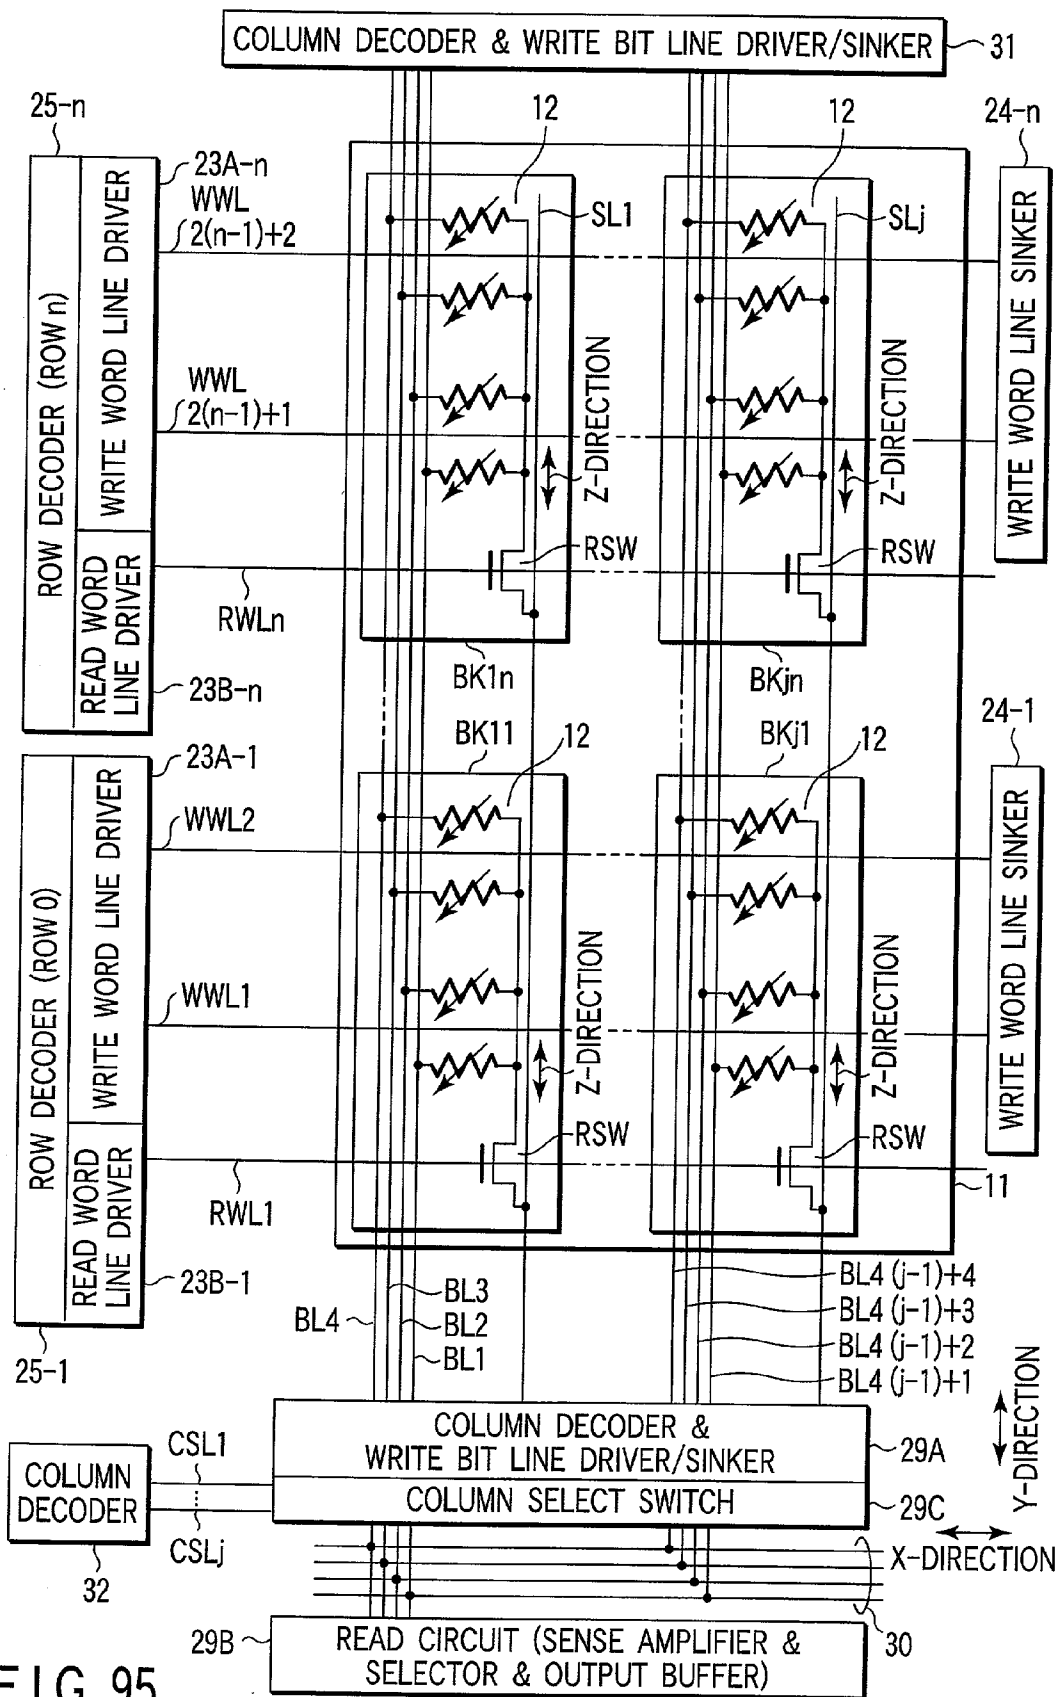 COLUMN DECODER & WRITE BIT LINE DRIVER/SINKER
31
25-n
12
12
24-n
23A-n
WWL
2(n-1)+2
SL1
SLj
ROW DECODER (ROW n)
WRITE WORD LINE DRIVER
WRITE WORD LINE SINKER
WWL
2(n-1)+1
Z-DIRECTION
Z-DIRECTION
READ WORD
LINE DRIVER
RSW
RSW
RWLn
BK1n
BKjn
23B-n
24-1
23A-1
BK11
12
BKj1
12
WWL2
ROW DECODER (ROW 0)
WRITE WORD LINE DRIVER
WRITE WORD LINE SINKER
WWL1
Z-DIRECTION
Z-DIRECTION
READ WORD
LINE DRIVER
RSW
RSW
RWL1
11
23B-1
BL4
BL3
BL2
BL1
BL4 (j-1)+4
BL4 (j-1)+3
BL4 (j-1)+2
BL4 (j-1)+1
25-1
COLUMN DECODER &
WRITE BIT LINE DRIVER/SINKER
29A
Y-DIRECTION
CSL1
COLUMN
DECODER
COLUMN SELECT SWITCH
29C
CSLj
X-DIRECTION
32
30
29B
READ CIRCUIT (SENSE AMPLIFIER &
SELECTOR & OUTPUT BUFFER)
FIG. 95